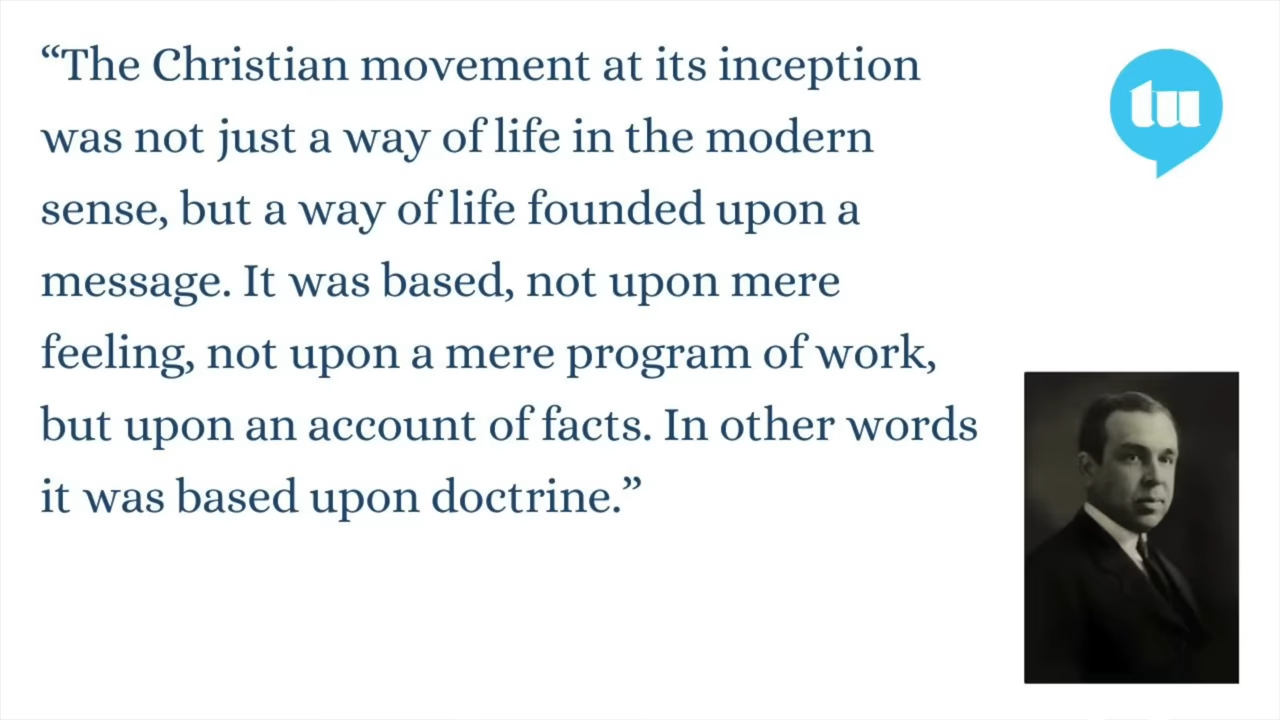 “The Christian movement at its inception
was not just a way of life in the modern
sense, but a way of life founded upon a
message. It was based, not upon mere
feeling, not upon a mere program of work,
but upon an account of facts. In other words
it was based upon doctrine.”
tu